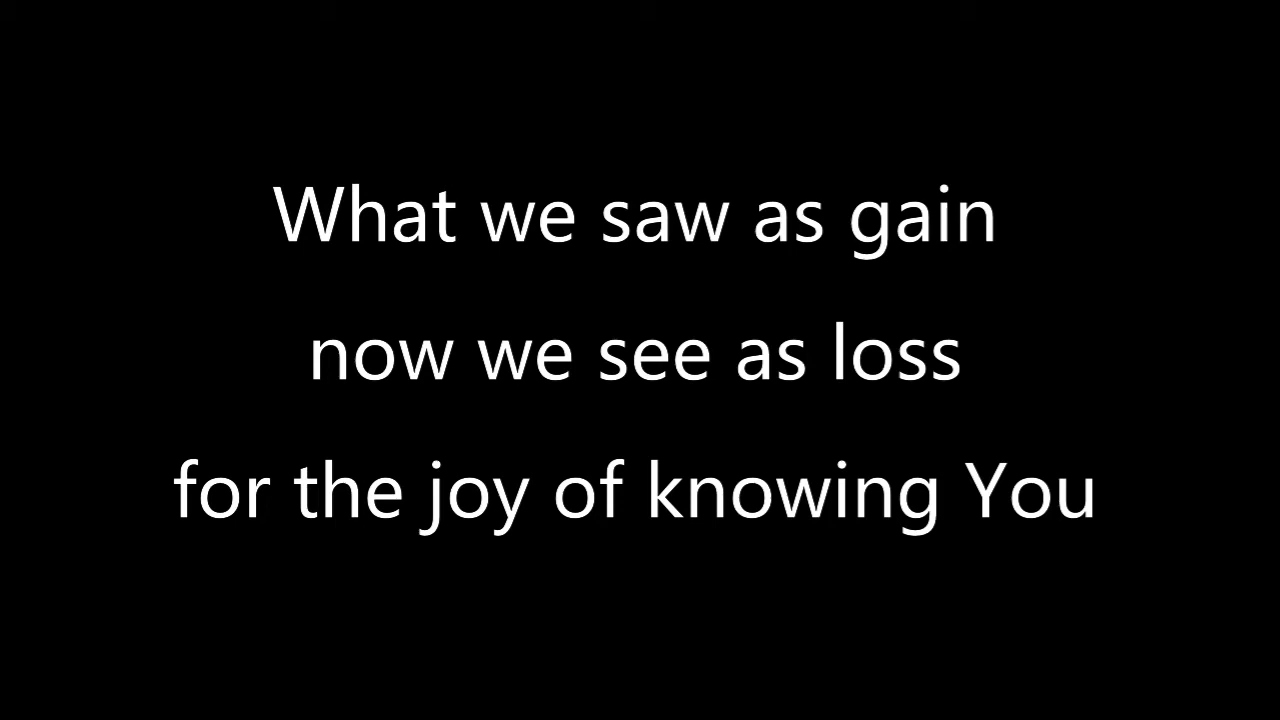 What we saw as gain
now we see as loss
for the joy of knowing You